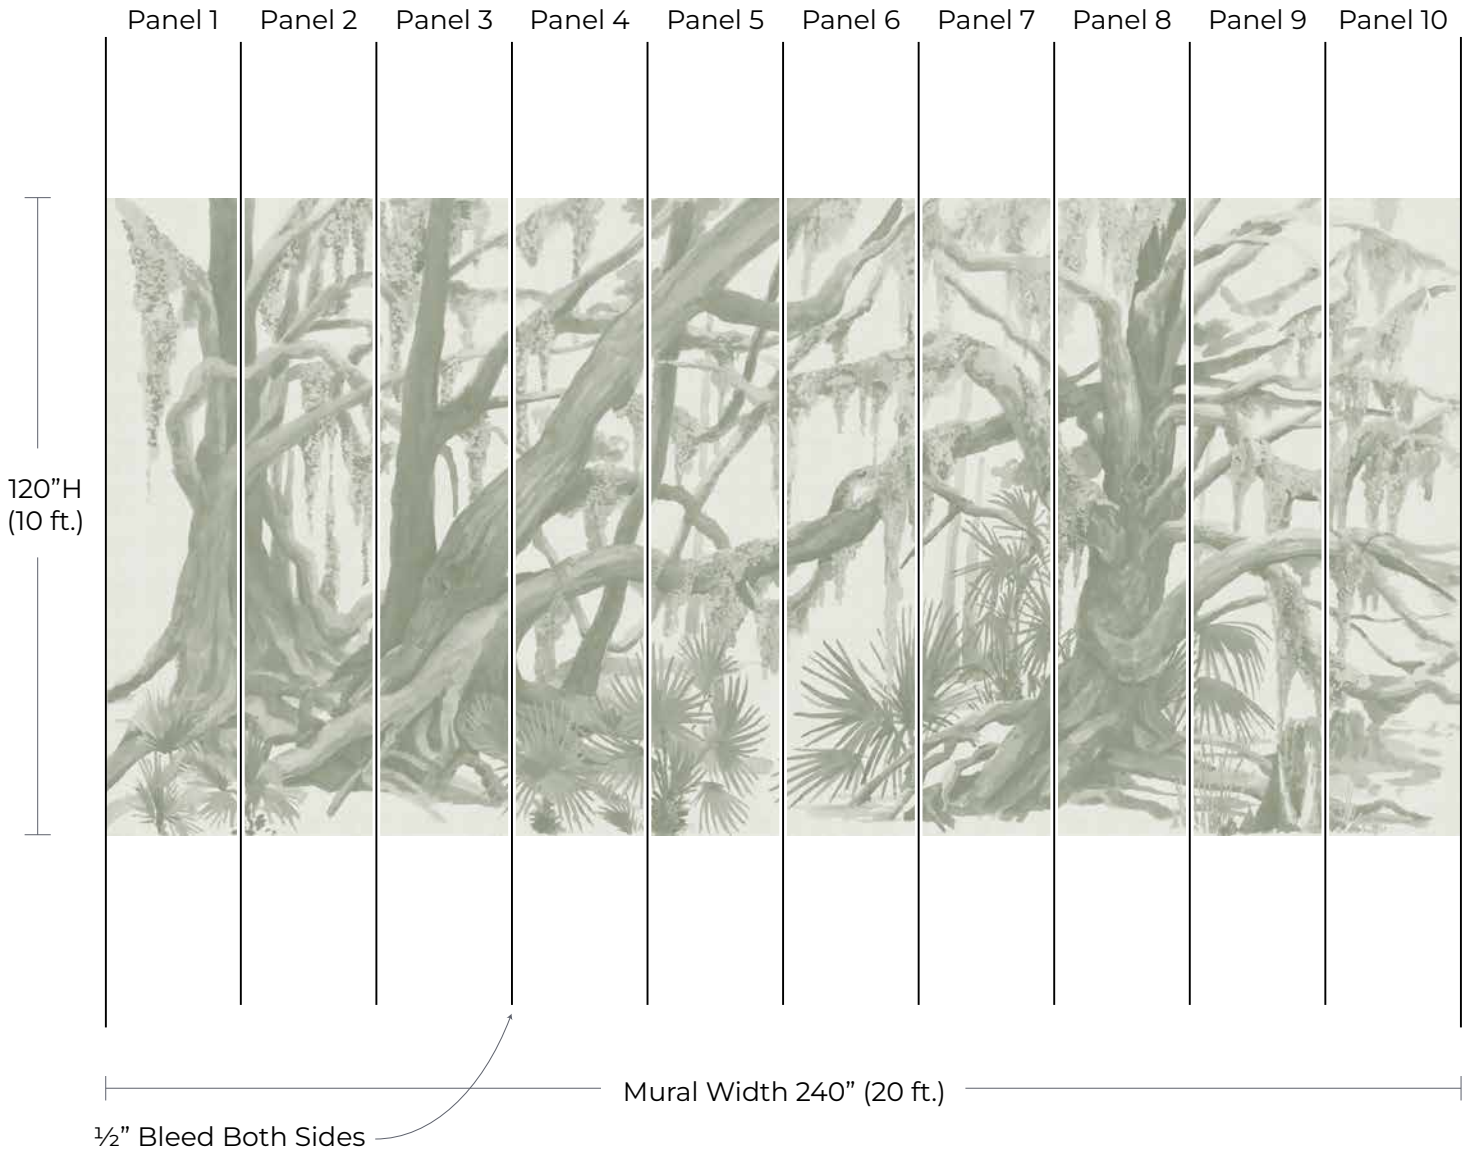 Panel 1 Panel 2 Panel 3 Panel 4 Panel 5 Panel 6 Panel 7 Panel 8 Panel 9 Panel 10
120”H
(10 ft.)
Mural Width 240” (20 ft.)
½” Bleed Both Sides